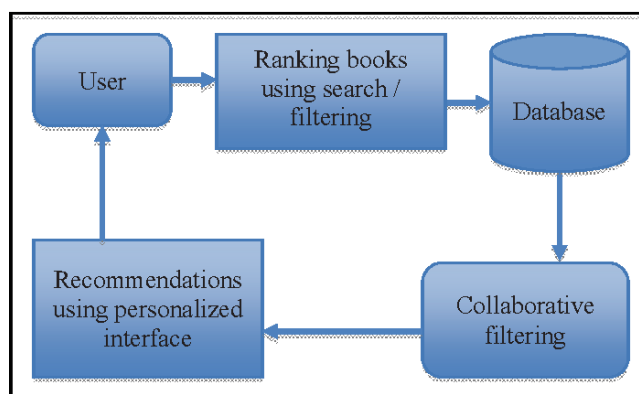 User
Ranking books
using search /
filtering
Database
Recommendations
using personalized
interface
Collaborative
filtering